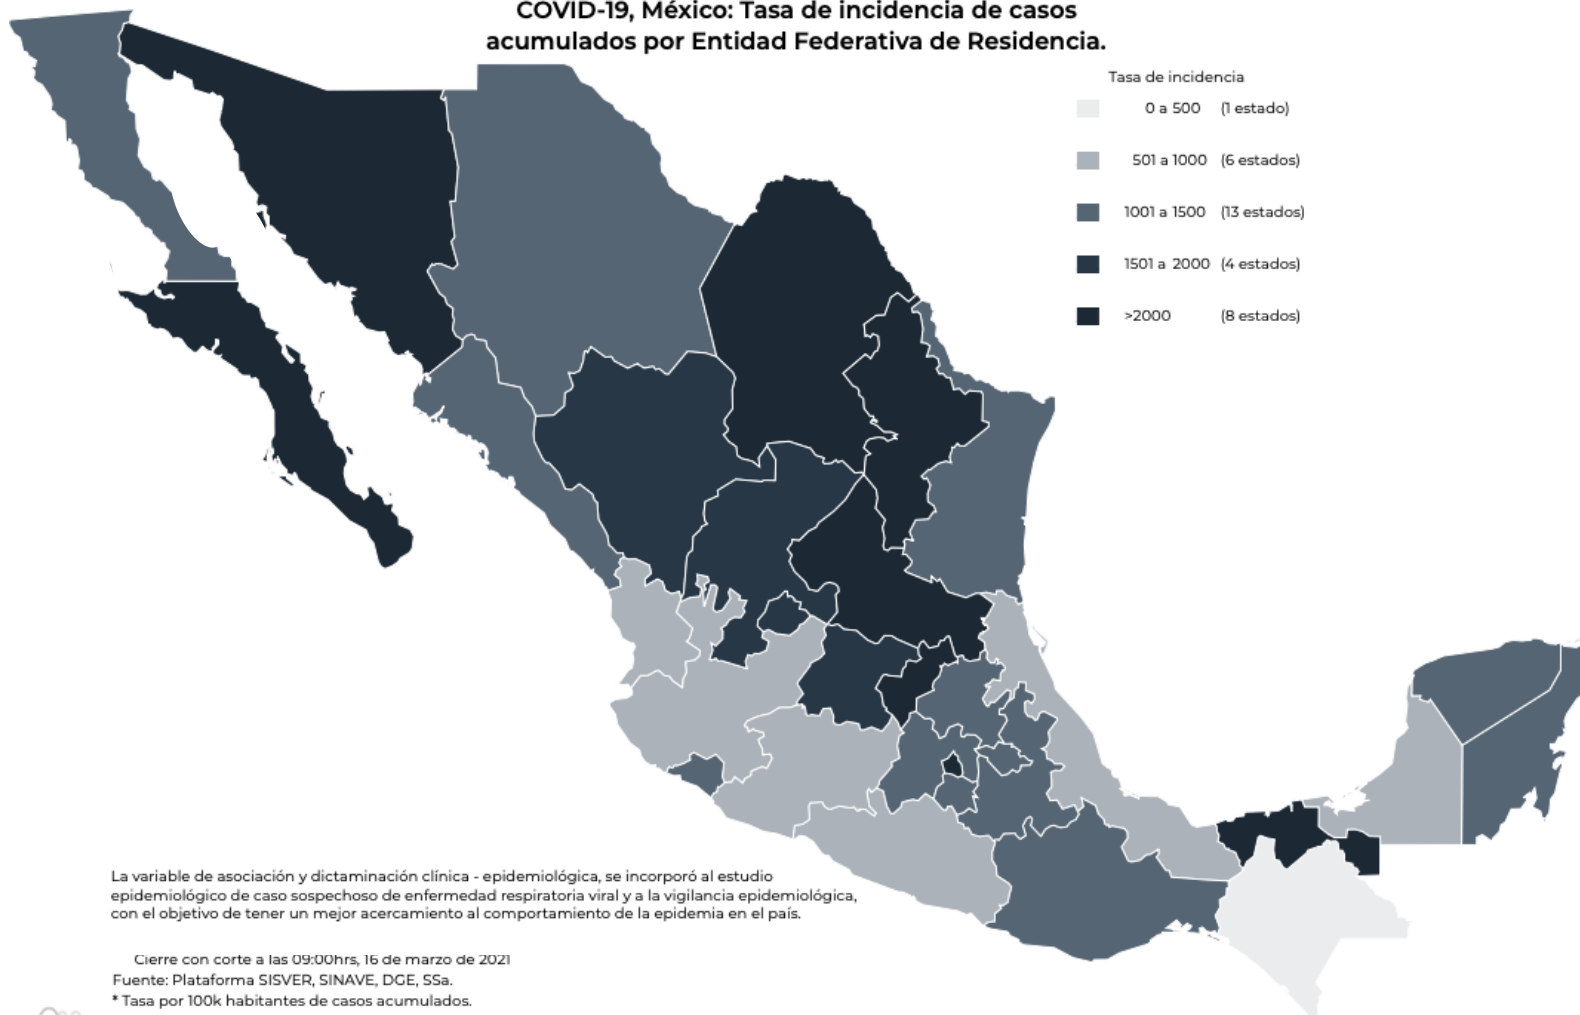 COVID-19, México: Tasa de incidencia de casos
acumulados por Entidad Federativa de Residencia.
Tasa de incidencia
0 a 500 (1 estado)
501 a 1000 (6 estados)
1001 a 1500 (13 estados)
1501 a 2000 (4 estados)
>2000 (8 estados)
La variable de asociación y dictaminación clínica - epidemiológica, se incorporó al estudio
epidemiológico de caso sospechoso de enfermedad respiratoria viral y a la vigilancia epidemiológica,
con el objetivo de tener un mejor acercamiento al comportamiento de la epidemia en el país.
Cierre con corte a las 09:00hrs, 16 de marzo de 2021
Fuente: Plataforma SISVER, SINAVE, DGE, SSa.
* Tasa por 100k habitantes de casos acumulados.